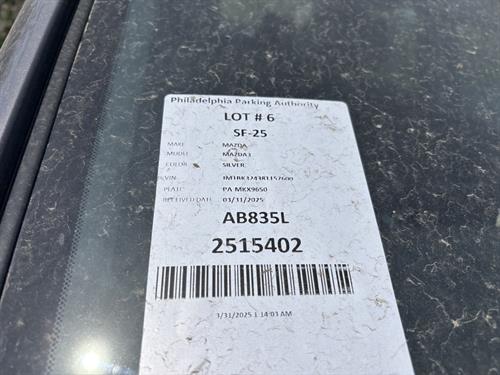 Philadelphia Parking Authority
LOT # 6
SF-25
MAKE MAZDA
MODEL MAZDA3
COLOR SILVER
VIN
PLATE PA MKX9650
RECEIVED DATE 03/31/2025
AB835L
2515402
3/31/2025 1:14:03 AM